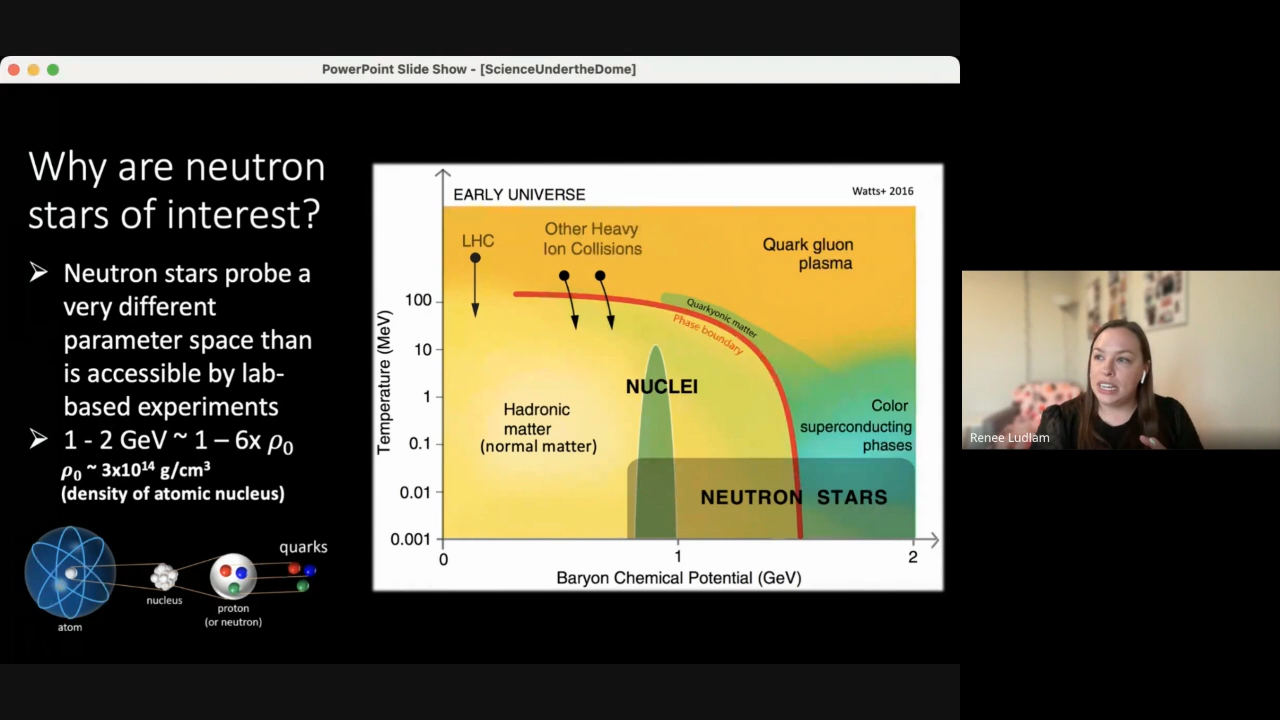 PowerPoint Slide Show - [ScienceUndertheDome]
Why are neutron
stars of interest?
➢ Neutron stars probe a
very different
parameter space than
is accessible by lab-
based experiments
➢ 1 - 2 GeV ~ 1 – 6x ρ₀
ρ₀ ~ 3x10¹⁴ g/cm³
(density of atomic nucleus)
quarks
nucleus
proton
(or neutron)
atom
EARLY UNIVERSE
Watts+ 2016
LHC
Other Heavy
Ion Collisions
Quark gluon
plasma
Quarkyonic matter
Phase boundary
NUCLEI
Hadronic
matter
(normal matter)
Color
superconducting
phases
NEUTRON STARS
Temperature (MeV)
100
10
1
0.1
0.01
0.001
0
1
2
Baryon Chemical Potential (GeV)
Renee Ludlam